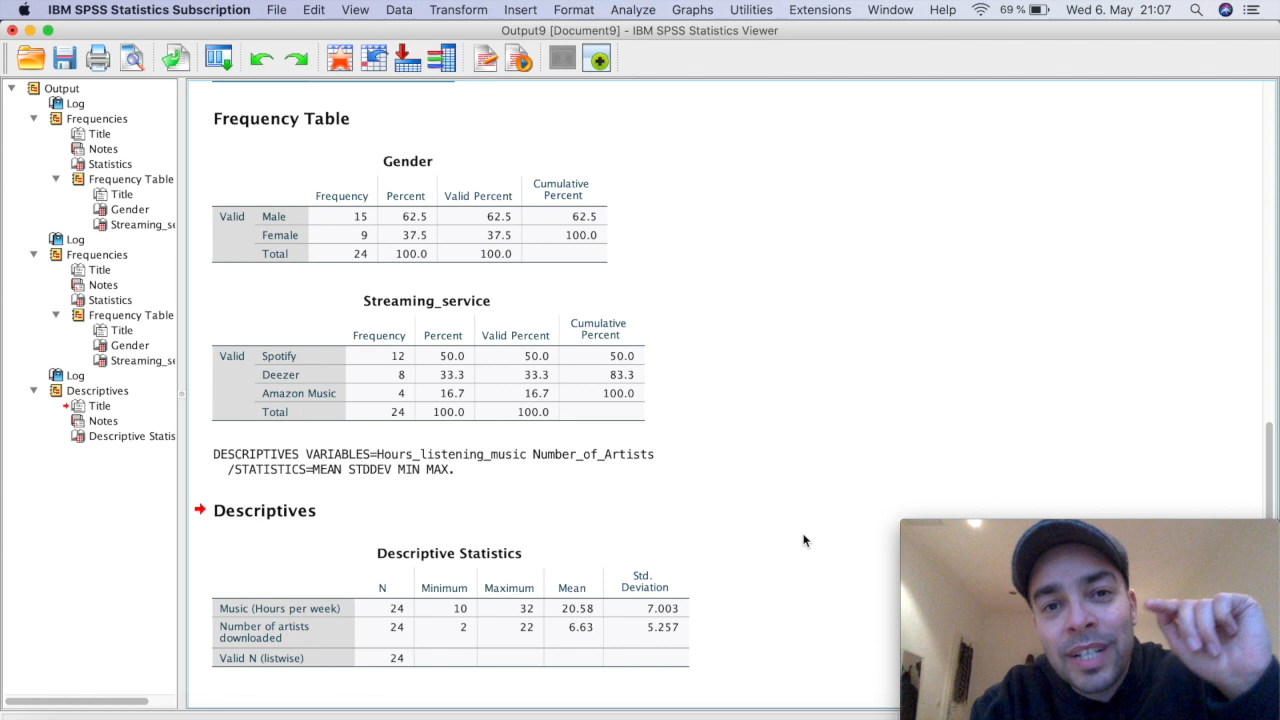 IBM SPSS Statistics Subscription File Edit View Data Transform Insert Format Analyze Graphs Utilities Extensions Window Help 69 % Wed 6. May 21:07
Output9 [Document9] - IBM SPSS Statistics Viewer
Output
Log
Frequencies
Title
Notes
Statistics
Frequency Table
Title
Gender
Streaming_se
Log
Frequencies
Title
Notes
Statistics
Frequency Table
Title
Gender
Streaming_se
Log
Descriptives
Title
Notes
Descriptive Statis
Frequency Table
Gender
Frequency Percent Valid Percent Cumulative Percent
Valid Male 15 62.5 62.5 62.5
Female 9 37.5 37.5 100.0
Total 24 100.0 100.0
Streaming_service
Frequency Percent Valid Percent Cumulative Percent
Valid Spotify 12 50.0 50.0 50.0
Deezer 8 33.3 33.3 83.3
Amazon Music 4 16.7 16.7 100.0
Total 24 100.0 100.0
DESCRIPTIVES VARIABLES=Hours_listening_music Number_of_Artists
/STATISTICS=MEAN STDDEV MIN MAX.
Descriptives
Descriptive Statistics
N Minimum Maximum Mean Std. Deviation
Music (Hours per week) 24 10 32 20.58 7.003
Number of artists downloaded 24 2 22 6.63 5.257
Valid N (listwise) 24